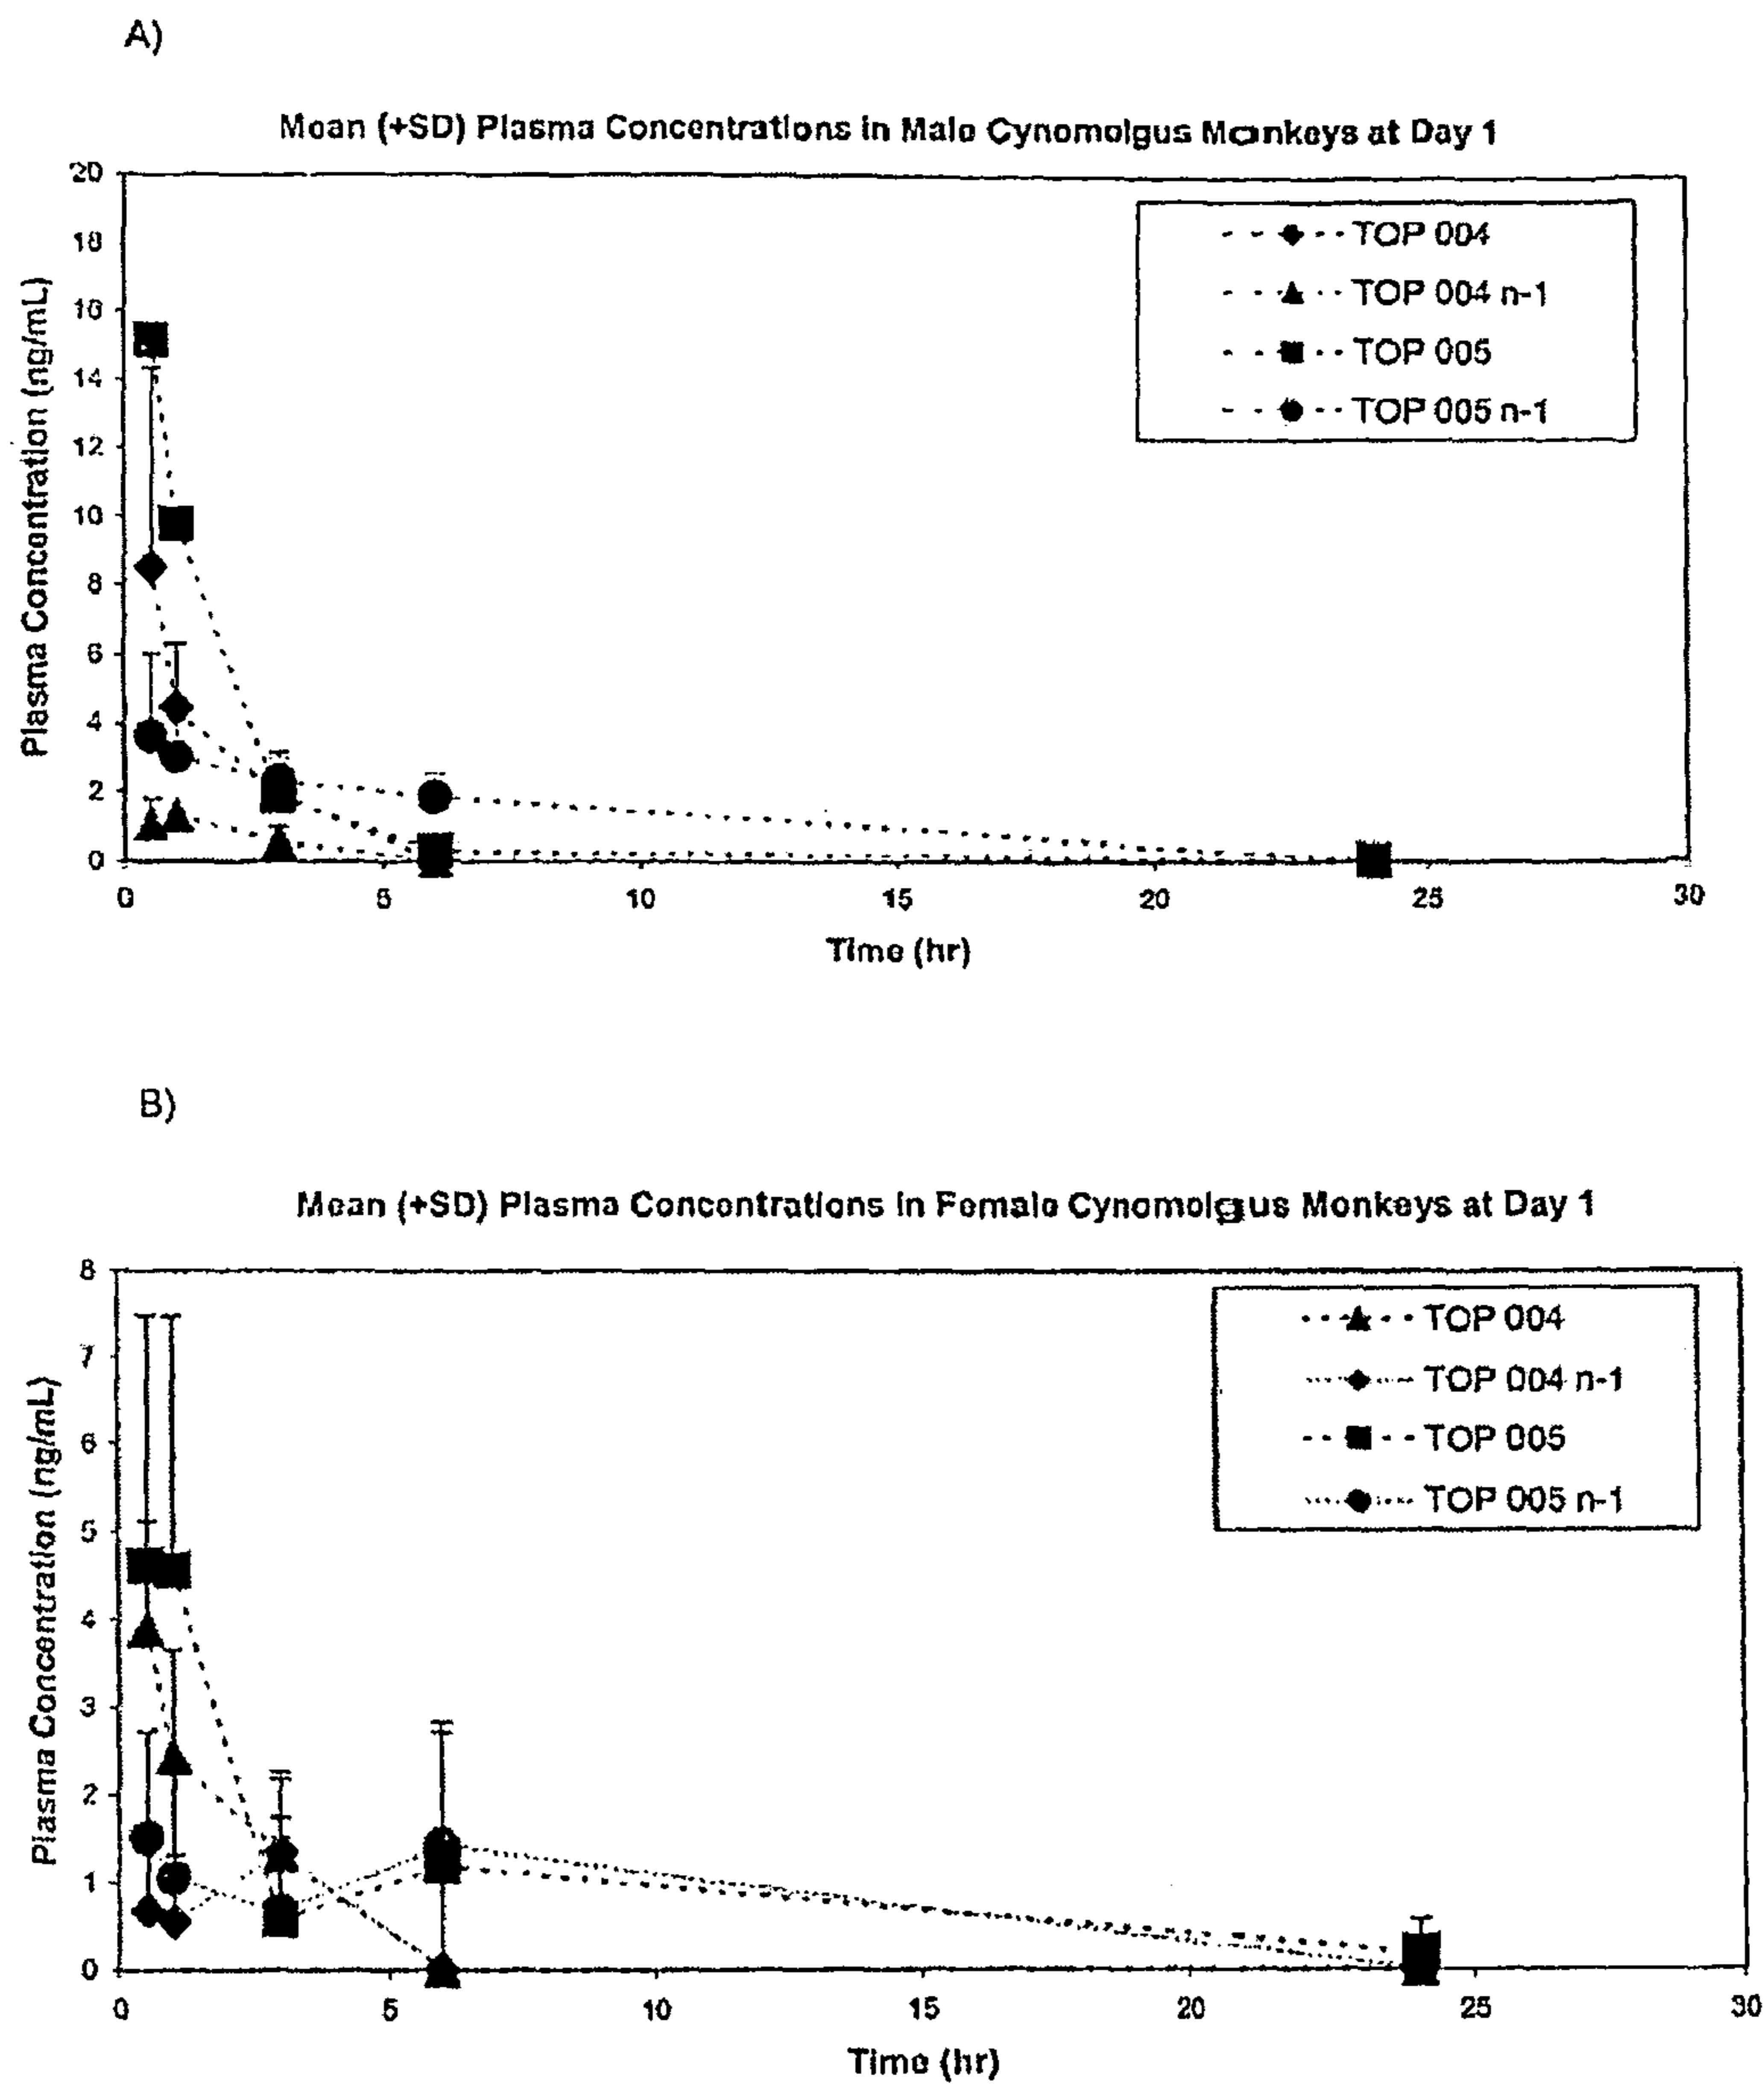 A)
Mean (+SD) Plasma Concentrations in Male Cynomolgus Monkeys at Day 1
20
18
16
14
12
10
8
6
4
2
0
Plasma Concentration (ng/mL)
TOP 004
TOP 004 n-1
TOP 005
TOP 005 n-1
0 5 10 15 20 25 30
Time (hr)
B)
Mean (+SD) Plasma Concentrations in Female Cynomolgus Monkeys at Day 1
8
7
6
5
4
3
2
1
0
Plasma Concentration (ng/mL)
TOP 004
TOP 004 n-1
TOP 005
TOP 005 n-1
0 5 10 15 20 25 30
Time (hr)